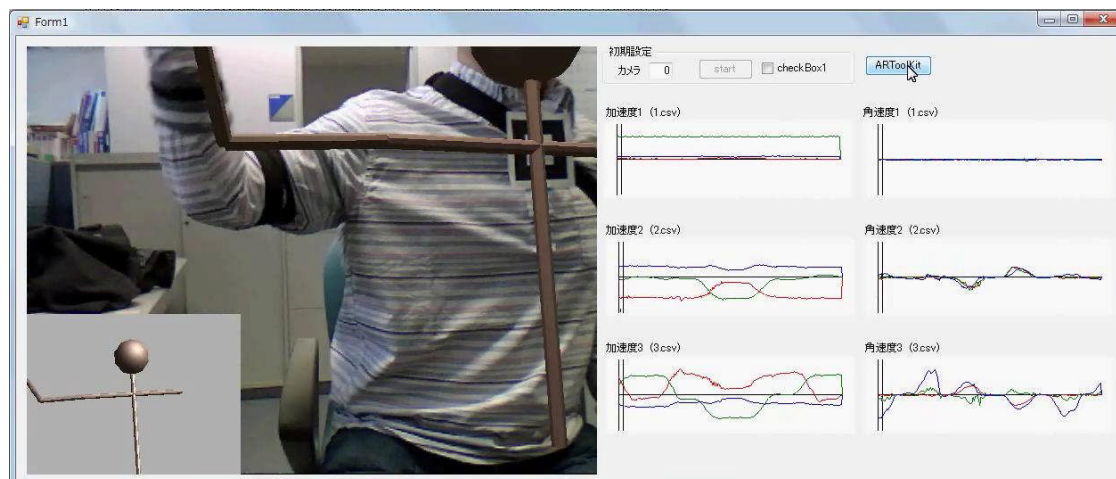 Form1
初期設定
カメラ 0 start checkBox1
ARToolKit
加速度1 (1.csv)
角速度1 (1.csv)
加速度2 (2.csv)
角速度2 (2.csv)
加速度3 (3.csv)
角速度3 (3.csv)